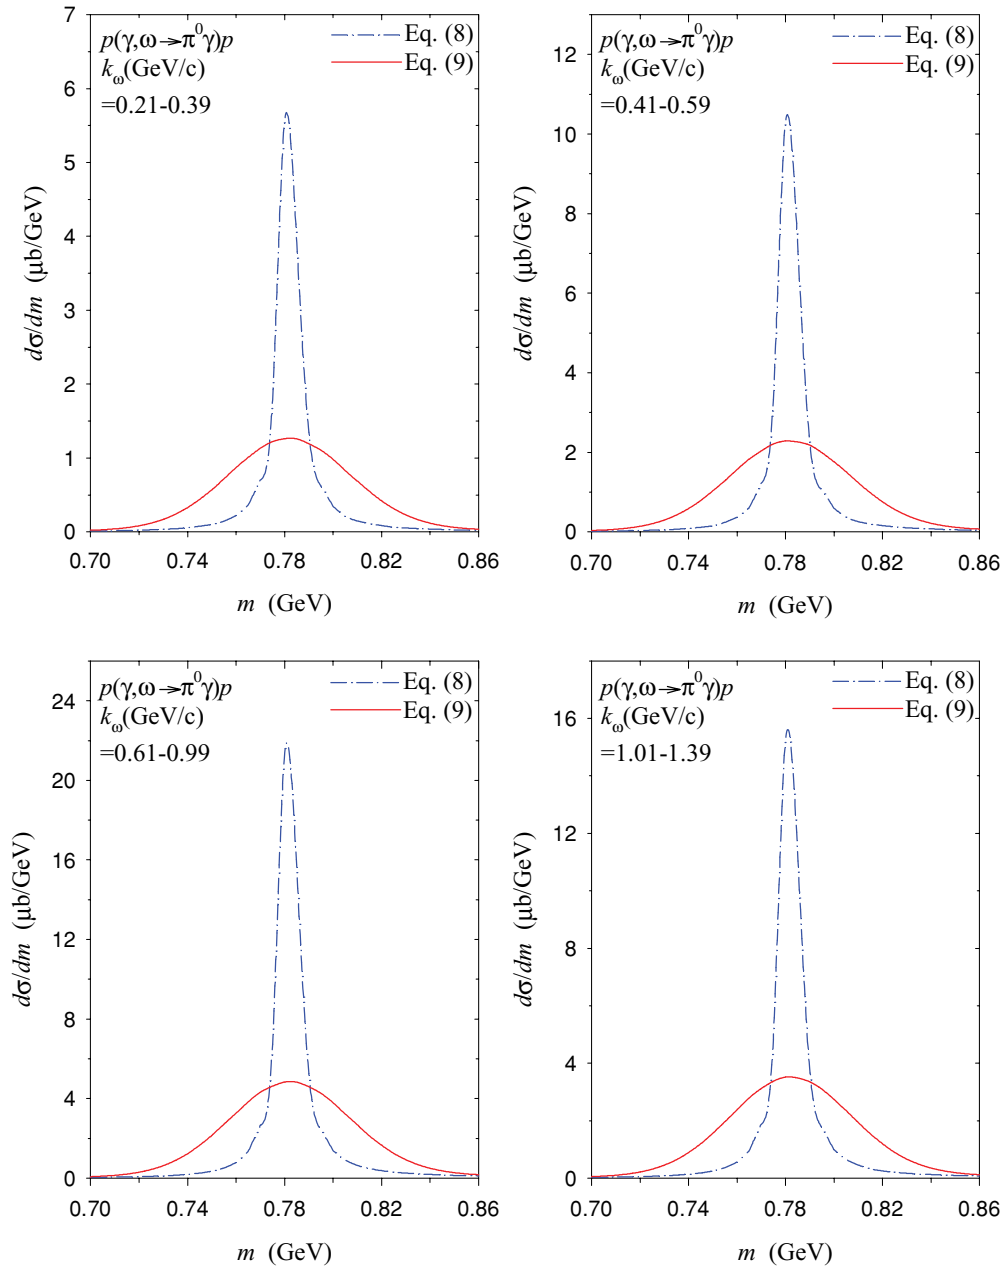 p(γ,ω→π⁰γ)p
k_ω(GeV/c)
=0.21-0.39
Eq. (8)
Eq. (9)
7
6
5
4
3
2
1
0
dσ/dm (μb/GeV)
0.70 0.74 0.78 0.82 0.86
m (GeV)
p(γ,ω→π⁰γ)p
k_ω(GeV/c)
=0.41-0.59
Eq. (8)
Eq. (9)
12
10
8
6
4
2
0
dσ/dm (μb/GeV)
0.70 0.74 0.78 0.82 0.86
m (GeV)
p(γ,ω→π⁰γ)p
k_ω(GeV/c)
=0.61-0.99
Eq. (8)
Eq. (9)
24
20
16
12
8
4
0
dσ/dm (μb/GeV)
0.70 0.74 0.78 0.82 0.86
m (GeV)
p(γ,ω→π⁰γ)p
k_ω(GeV/c)
=1.01-1.39
Eq. (8)
Eq. (9)
16
12
8
4
0
dσ/dm (μb/GeV)
0.70 0.74 0.78 0.82 0.86
m (GeV)